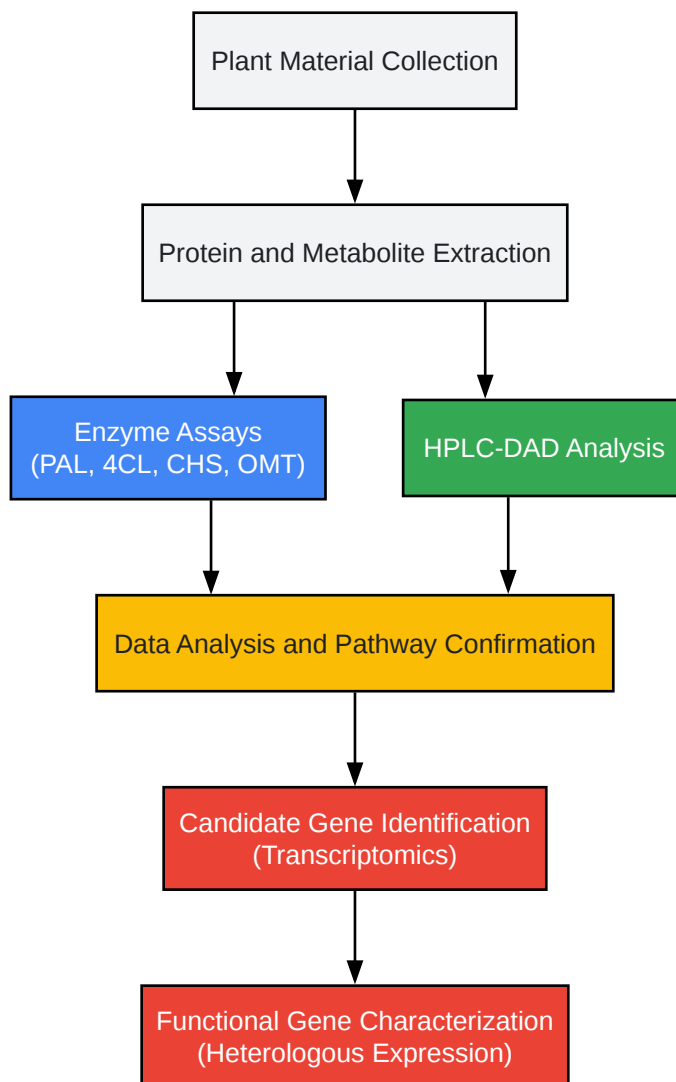 Plant Material Collection
Protein and Metabolite Extraction
Enzyme Assays
(PAL, 4CL, CHS, OMT)
HPLC-DAD Analysis
Data Analysis and Pathway Confirmation
Candidate Gene Identification
(Transcriptomics)
Functional Gene Characterization
(Heterologous Expression)